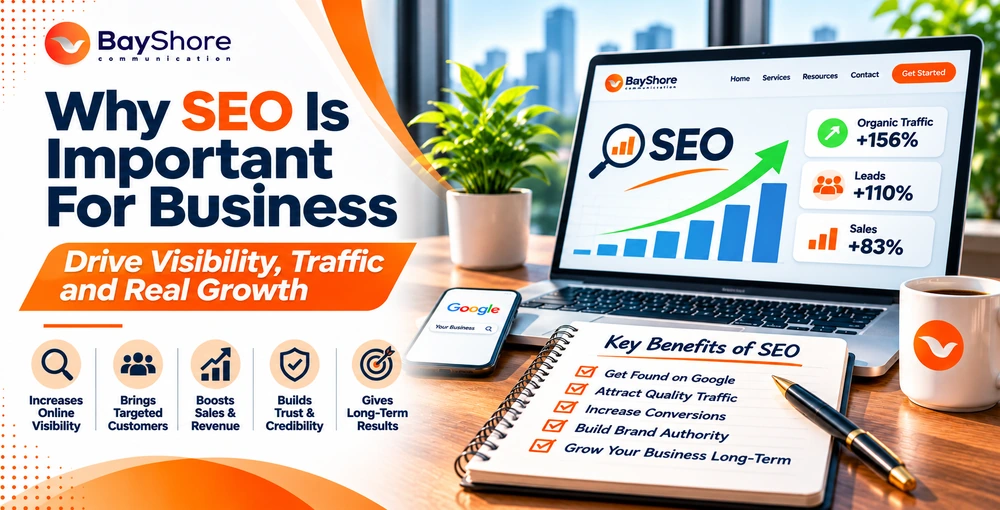 BayShore
communication
Why SEO Is
Important
For Business
Drive Visibility, Traffic
and Real Growth
Increases
Online
Visibility
Brings
Targeted
Customers
Boosts
Sales &
Revenue
Builds
Trust &
Credibility
Gives
Long-Term
Results
Google
Your Business
BayShore
communication
Home
Services
Resources
Contact
Get Started
SEO
Organic Traffic
+156%
Leads
+110%
Sales
+83%
Key Benefits of SEO
Get Found on Google
Attract Quality Traffic
Increase Conversions
Build Brand Authority
Grow Your Business Long-Term